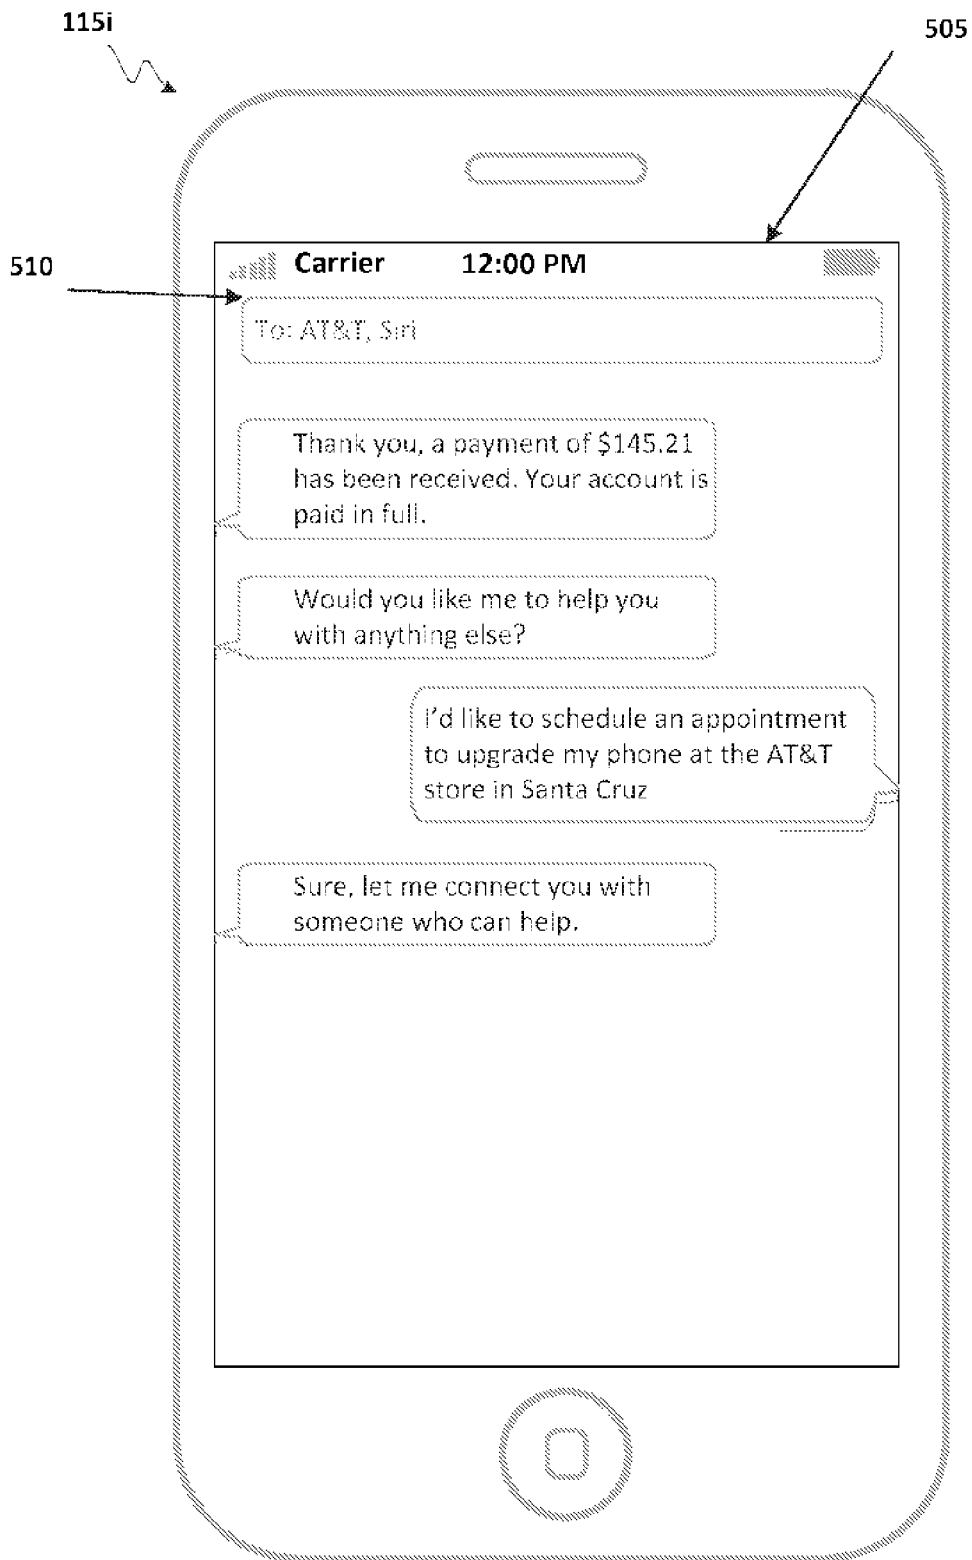 115i
505
510
Carrier 12:00 PM
To: AT&T, Siri
Thank you, a payment of $145.21
has been received. Your account is
paid in full.
Would you like me to help you
with anything else?
I'd like to schedule an appointment
to upgrade my phone at the AT&T
store in Santa Cruz
Sure, let me connect you with
someone who can help.